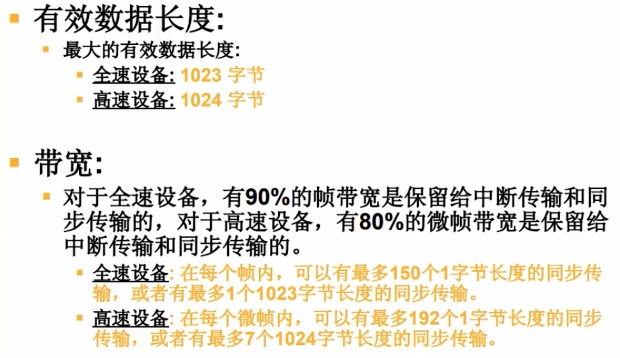 有效数据长度:
最大的有效数据长度:
全速设备: 1023 字节
高速设备: 1024 字节
带宽:
对于全速设备，有90%的帧带宽是保留给中断传输和同
步传输的，对于高速设备，有80%的微帧带宽是保留给
中断传输和同步传输的。
全速设备: 在每个帧内，可以有最多150个1字节长度的同步传
输，或者有最多1个1023字节长度的同步传输。
高速设备: 在每个微帧内，可以有最多192个1字节长度的同步传
输，或者有最多7个1024字节长度的同步传输。